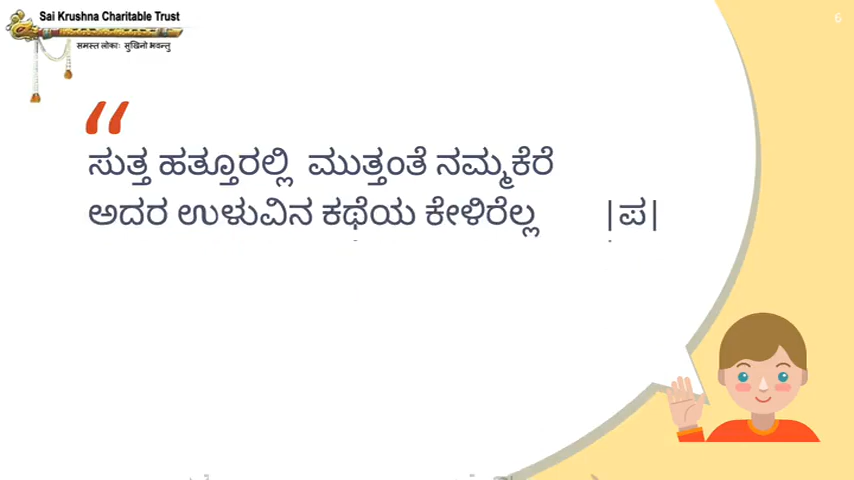 Sai Krushna Charitable Trust
समस्त लोकाः सुखिनो भवन्तु
6
“
ಸುತ್ತ ಹತ್ತೂರಲ್ಲಿ ಮುತ್ತಂತೆ ನಮ್ಮಕೆರೆ
ಅದರ ಉಳುವಿನ ಕಥೆಯ ಕೇಳಿರೆಲ್ಲ |ಪ|